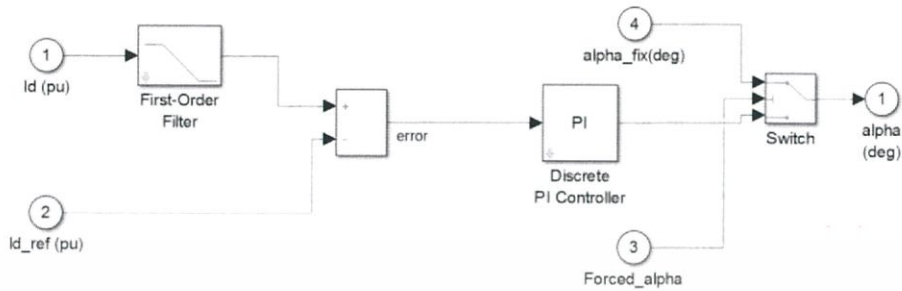 1
Id (pu)
First-Order
Filter
+
-
error
2
Id_ref (pu)
PI
Discrete
PI Controller
4
alpha_fix(deg)
3
Forced_alpha
Switch
1
alpha
(deg)